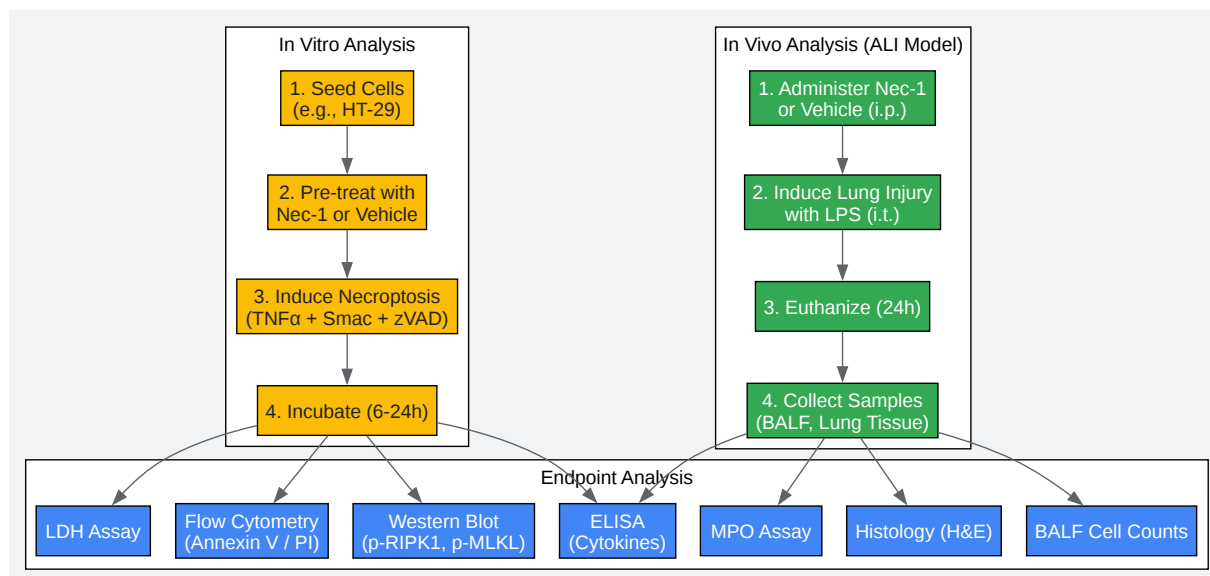 In Vitro Analysis
1. Seed Cells
(e.g., HT-29)
2. Pre-treat with
Nec-1 or Vehicle
3. Induce Necroptosis
(TNFα + Smac + zVAD)
4. Incubate (6-24h)
In Vivo Analysis (ALI Model)
1. Administer Nec-1
or Vehicle (i.p.)
2. Induce Lung Injury
with LPS (i.t.)
3. Euthanize (24h)
4. Collect Samples
(BALF, Lung Tissue)
Endpoint Analysis
LDH Assay
Flow Cytometry
(Annexin V / PI)
Western Blot
(p-RIPK1, p-MLKL)
ELISA
(Cytokines)
MPO Assay
Histology (H&E)
BALF Cell Counts